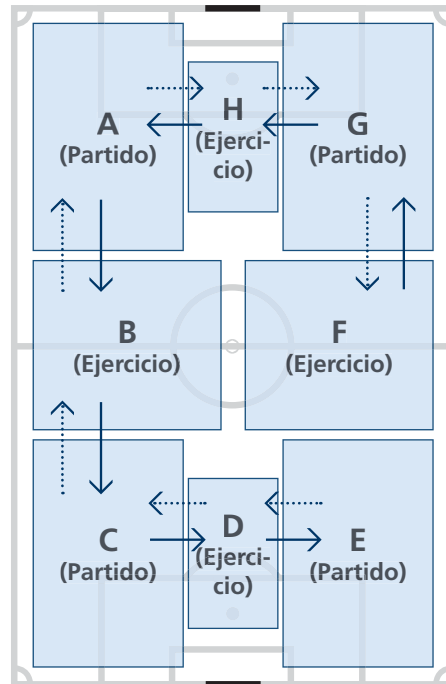 A
(Partido)
H
(Ejerci-
cio)
G
(Partido)
B
(Ejercicio)
F
(Ejercicio)
C
(Partido)
D
(Ejerci-
cio)
E
(Partido)